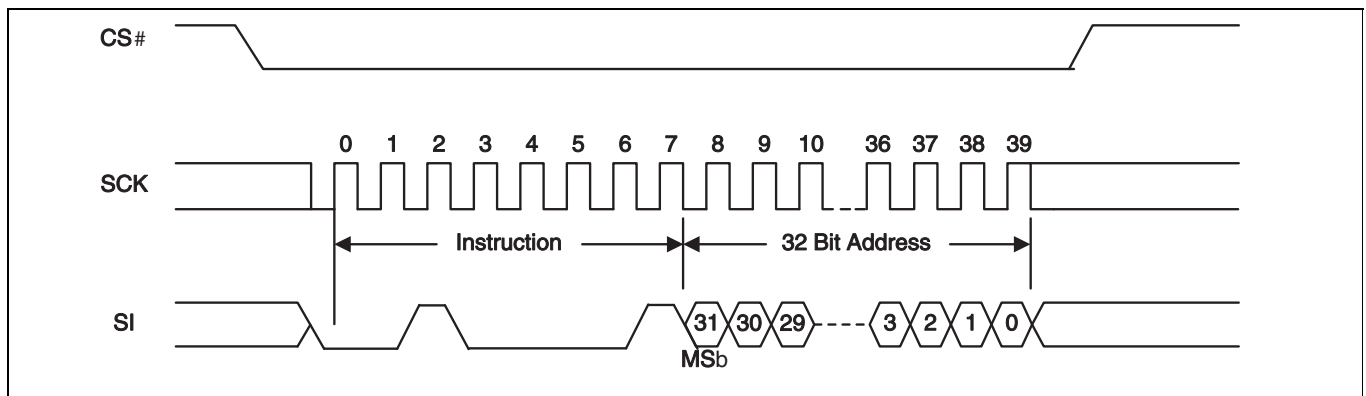 CS#
0 1 2 3 4 5 6 7 8 9 10 36 37 38 39
SCK
Instruction 32 Bit Address
SI 31 30 29 3 2 1 0
MSb